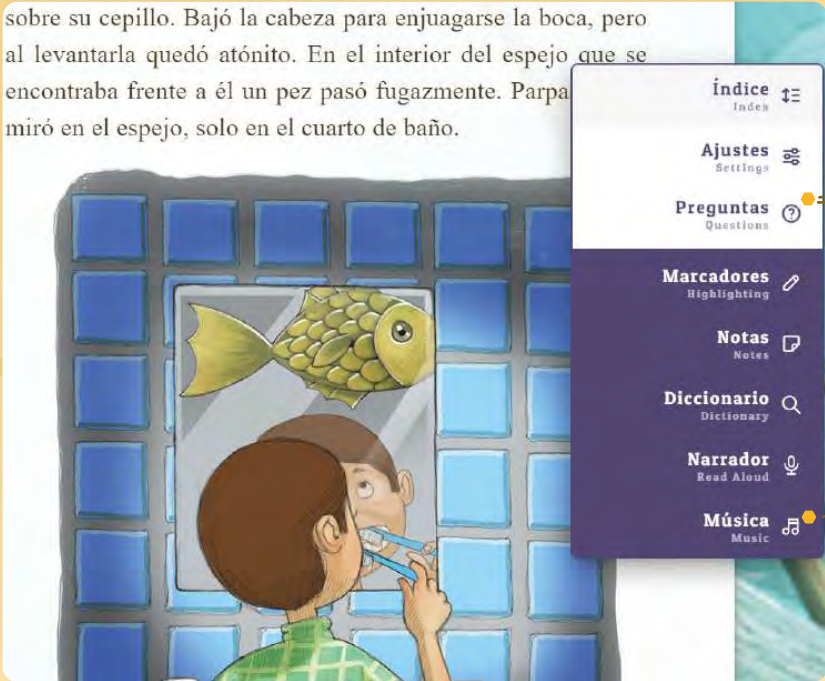 sobre su cepillo. Bajó la cabeza para enjuagarse la boca, pero
al levantarla quedó atónito. En el interior del espejo que se
encontraba frente a él un pez pasó fugazmente. Parpa
miró en el espejo, solo en el cuarto de baño.
Índice
Index
Ajustes
Settings
Preguntas
Questions
Marcadores
Highlighting
Notas
Notes
Diccionario
Dictionary
Narrador
Read Aloud
Música
Music